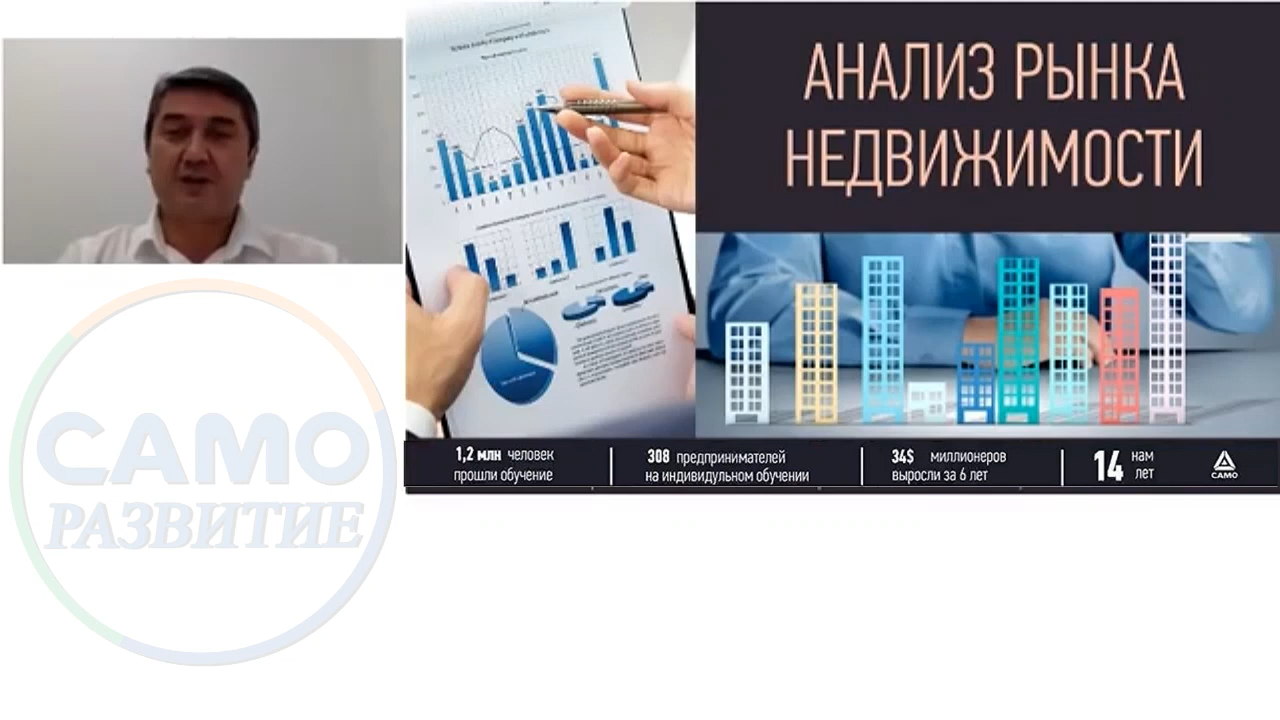 АНАЛИЗ РЫНКА
НЕДВИЖИМОСТИ
САМО
РАЗВИТИЕ
1,2 млн человек
прошли обучение
308 предпринимателей
на индивидульном обучении
34$ миллионеров
выросли за 6 лет
14 нам
лет
САМО